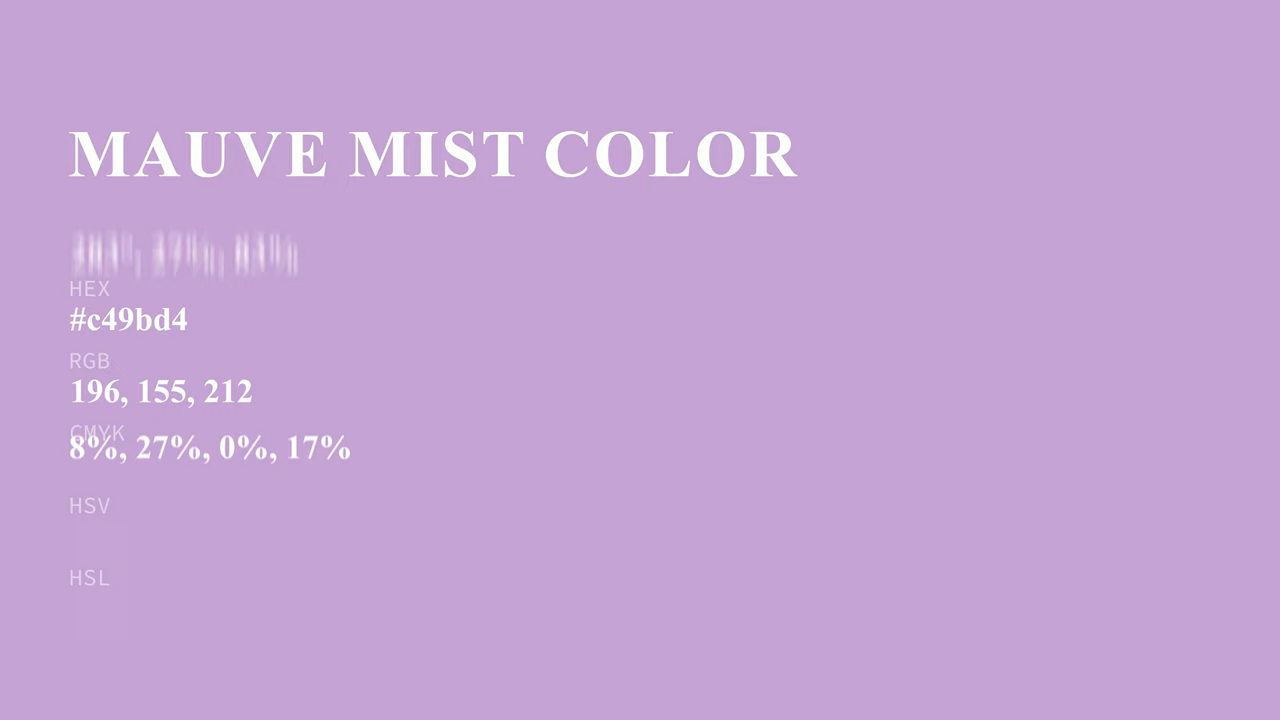 MAUVE MIST COLOR
HEX
#c49bd4
RGB
196, 155, 212
CMYK
8%, 27%, 0%, 17%
HSV
HSL